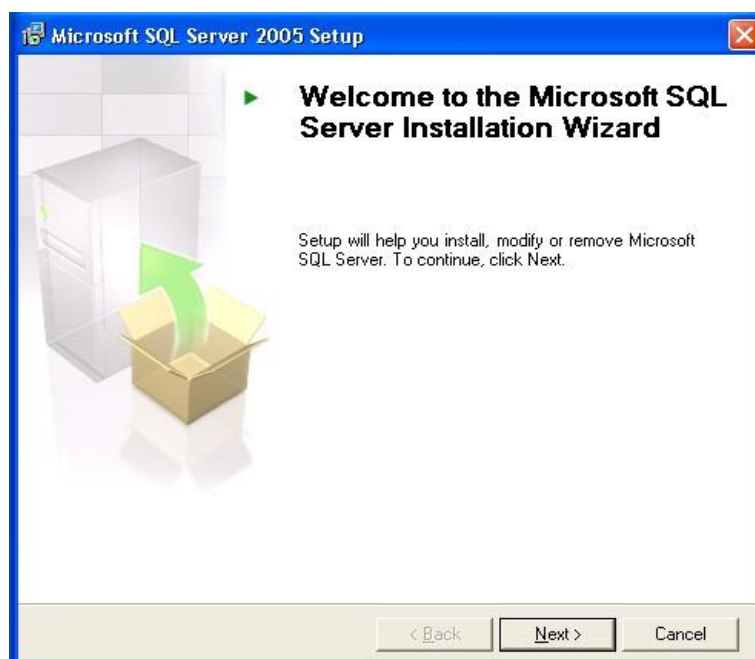 Microsoft SQL Server 2005 Setup
Welcome to the Microsoft SQL
Server Installation Wizard
Setup will help you install, modify or remove Microsoft
SQL Server. To continue, click Next.
< Back
Next >
Cancel